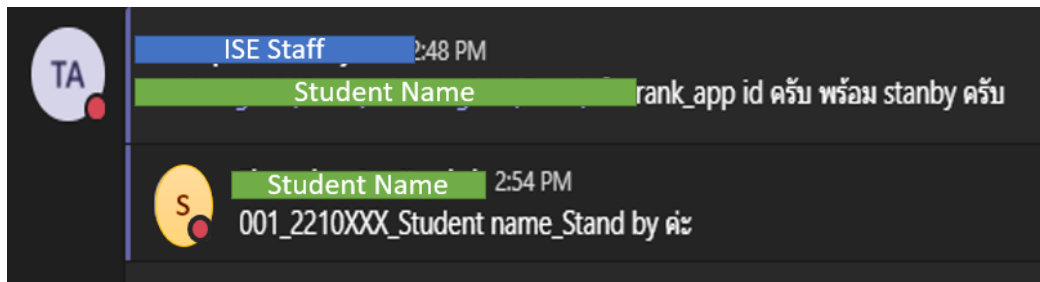 TA
ISE Staff 2:48 PM
Student Name rank_app id ครับ พร้อม stanby ครับ
S
Student Name 2:54 PM
001_2210XXX_Student name_Stand by ค่ะ